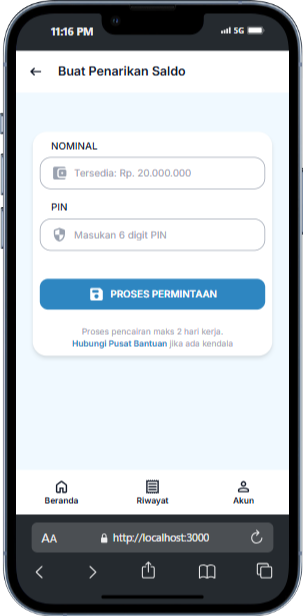 11:16 PM
5G
Buat Penarikan Saldo
NOMINAL
Tersedia: Rp. 20.000.000
PIN
Masukan 6 digit PIN
PROSES PERMINTAAN
Proses pencairan maks 2 hari kerja.
Hubungi Pusat Bantuan jika ada kendala
Beranda Riwayat Akun
AA http://localhost:3000